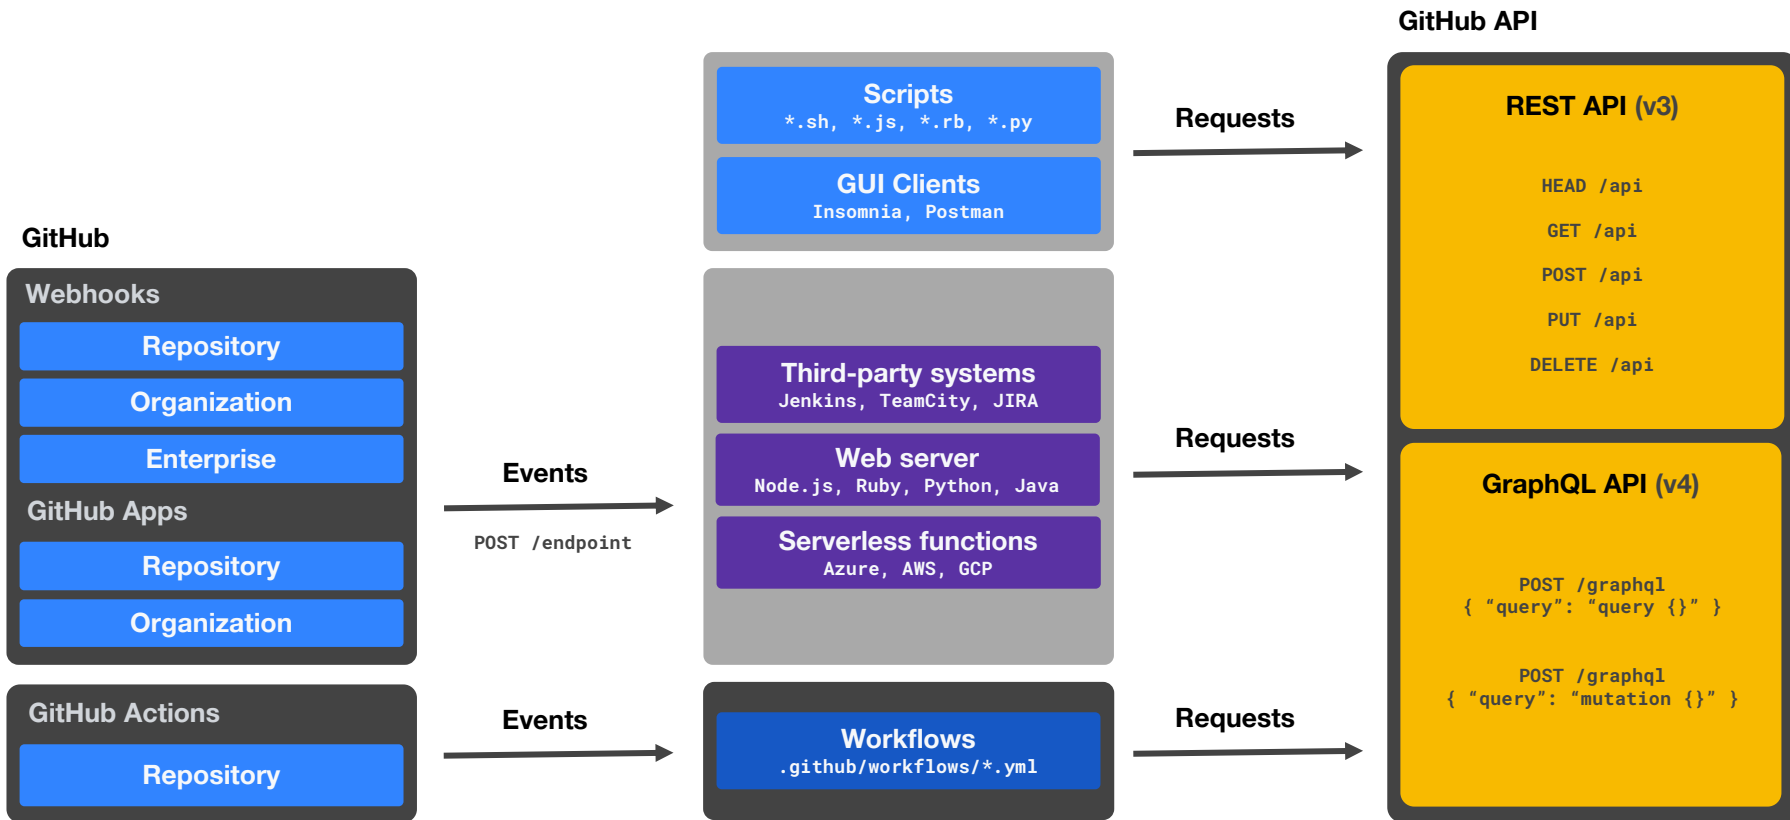 GitHub
Webhooks
Repository
Organization
Enterprise
GitHub Apps
Repository
Organization
GitHub Actions
Repository
Events
POST /endpoint
Events
Scripts
*.sh, *.js, *.rb, *.py
GUI Clients
Insomnia, Postman
Third-party systems
Jenkins, TeamCity, JIRA
Web server
Node.js, Ruby, Python, Java
Serverless functions
Azure, AWS, GCP
Workflows
.github/workflows/*.yml
Requests
Requests
Requests
GitHub API
REST API (v3)
HEAD /api
GET /api
POST /api
PUT /api
DELETE /api
GraphQL API (v4)
POST /graphql
{ “query”: “query {}” }
POST /graphql
{ “query”: “mutation {}” }